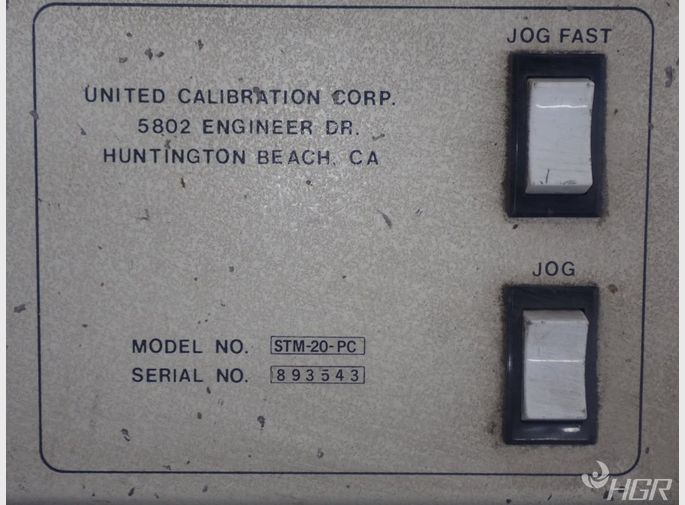 JOG FAST
UNITED CALIBRATION CORP.
5802 ENGINEER DR.
HUNTINGTON BEACH, CA
JOG
MODEL NO. STM-20-PC
SERIAL NO. 893543
HGR